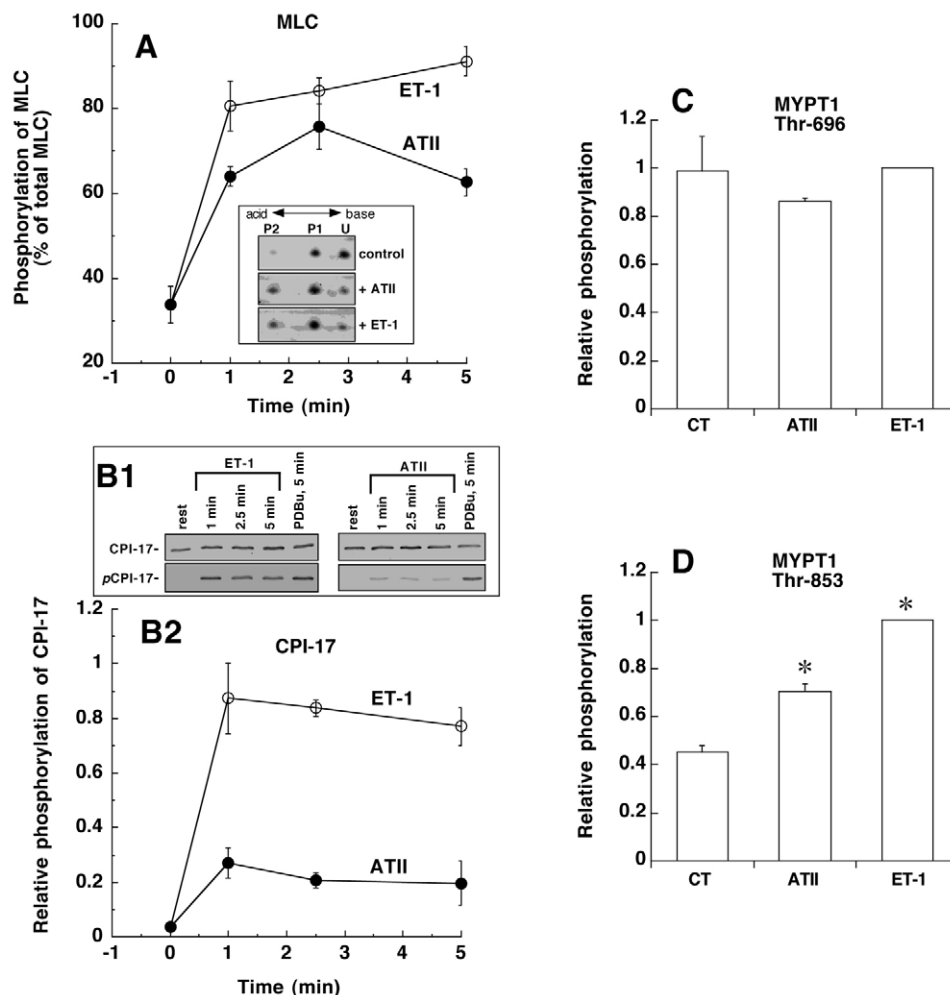 A
MLC
Phosphorylation of MLC
(% of total MLC)
100
80
60
40
20
ET-1
ATII
acid base
P2 P1 U
control
+ ATII
+ ET-1
-1 0 1 2 3 4 5
Time (min)
B1
ET-1
ATII
rest
1 min
2.5 min
5 min
PDBu, 5 min
rest
1 min
2.5 min
5 min
PDBu, 5 min
CPI-17-
pCPI-17-
B2
CPI-17
Relative phosphorylation of CPI-17
1.2
1
0.8
0.6
0.4
0.2
0
ET-1
ATII
-1 0 1 2 3 4 5
Time (min)
C
MYPT1
Thr-696
Relative phosphorylation
1.2
1
0.8
0.6
0.4
0.2
0
CT ATII ET-1
D
MYPT1
Thr-853
Relative phosphorylation
1.2
1
0.8
0.6
0.4
0.2
0
*
*
CT ATII ET-1